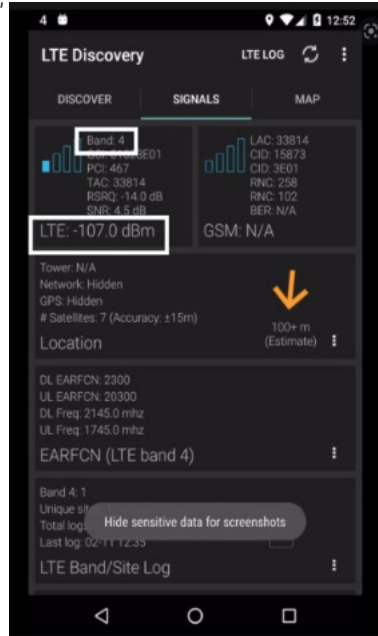 4 12:52
LTE Discovery LTE LOG
DISCOVER SIGNALS MAP
Band: 4
PCI: 467
TAC: 33814
RSRQ: -14.0 dB
SNR: 4.5 dB
LTE: -107.0 dBm
LAC: 33814
CID: 15873
CID: 3E01
RNC: 258
RNC: 102
BER: N/A
GSM: N/A
Tower: N/A
Network: Hidden
GPS: Hidden
# Satellites: 7 (Accuracy: ±15m)
Location
100+ m
(Estimate)
DL EARFCN: 2300
UL EARFCN: 20300
DL Freq: 2145.0 mhz
UL Freq: 1745.0 mhz
EARFCN (LTE band 4)
Band 4: 1
Unique
Total
Hide sensitive data for screenshots
Last log: 02-11 12:35
LTE Band/Site Log